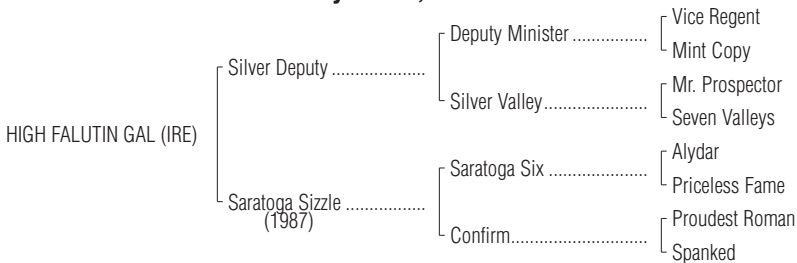 Vice Regent
Deputy Minister ................
Mint Copy
Silver Deputy ....................
Mr. Prospector
Silver Valley......................
Seven Valleys
HIGH FALUTIN GAL (IRE)
Alydar
Saratoga Six .....................
Priceless Fame
Saratoga Sizzle .................
(1987)
Proudest Roman
Confirm.............................
Spanked